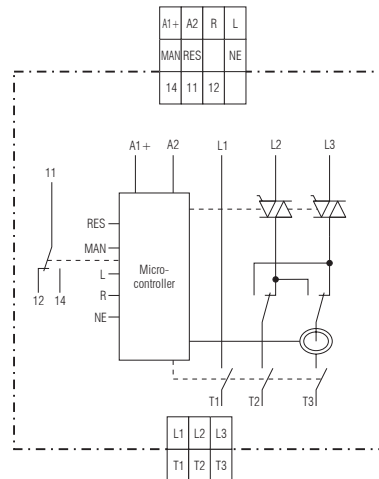 A1+ A2 R L
MAN RES NE
14 11 12
A1+ A2 L1 L2 L3
11
RES
MAN
L
R
NE
Micro-
controller
12 14
T1 T2 T3
L1 L2 L3
T1 T2 T3